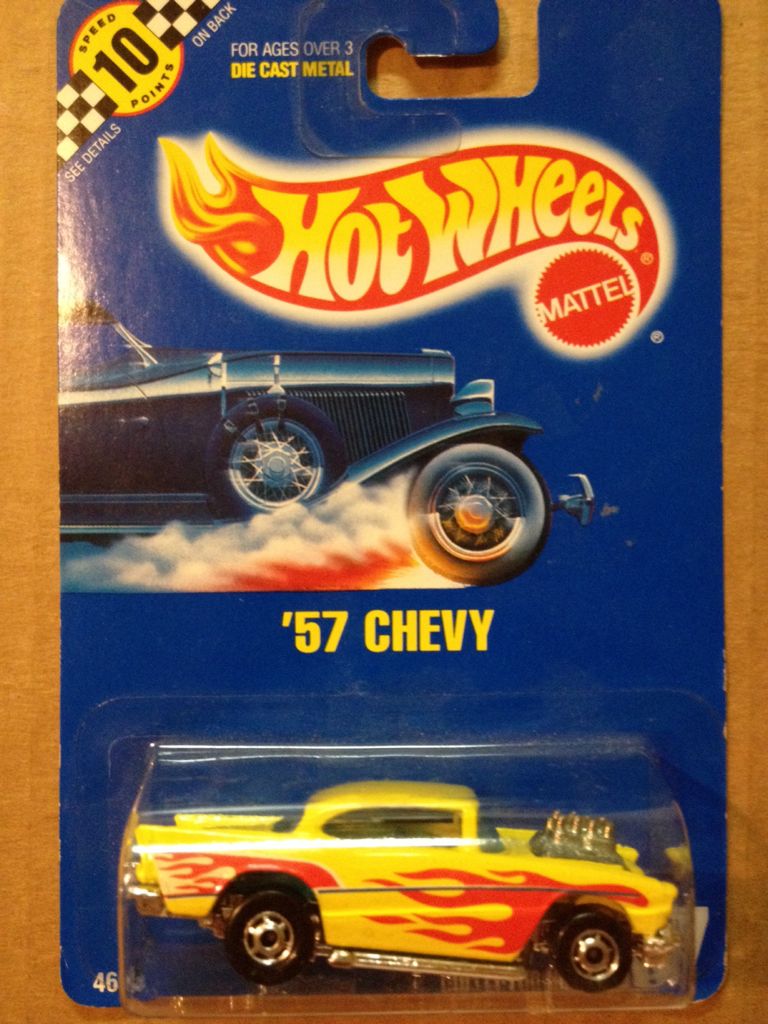 SPEED
10
POINTS
ON BACK
SEE DETAILS
FOR AGES OVER 3
DIE CAST METAL
HOT WHEELS®
MATTEL
®
'57 CHEVY